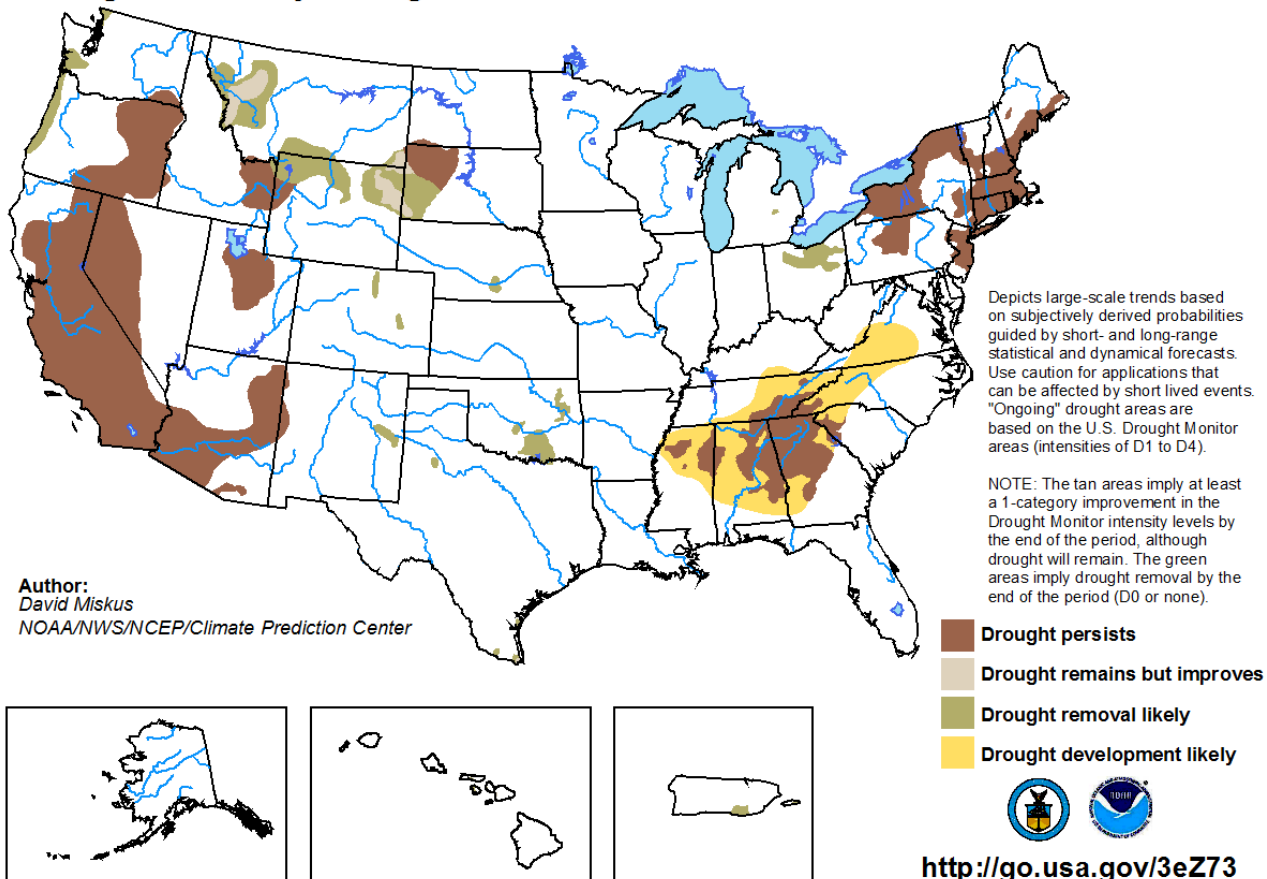 Depicts large-scale trends based
on subjectively derived probabilities
guided by short- and long-range
statistical and dynamical forecasts.
Use caution for applications that
can be affected by short lived events.
"Ongoing" drought areas are
based on the U.S. Drought Monitor
areas (intensities of D1 to D4).
NOTE: The tan areas imply at least
a 1-category improvement in the
Drought Monitor intensity levels by
the end of the period, although
drought will remain. The green
areas imply drought removal by the
end of the period (D0 or none).
Author:
David Miskus
NOAA/NWS/NCEP/Climate Prediction Center
Drought persists
Drought remains but improves
Drought removal likely
Drought development likely
http://go.usa.gov/3eZ73